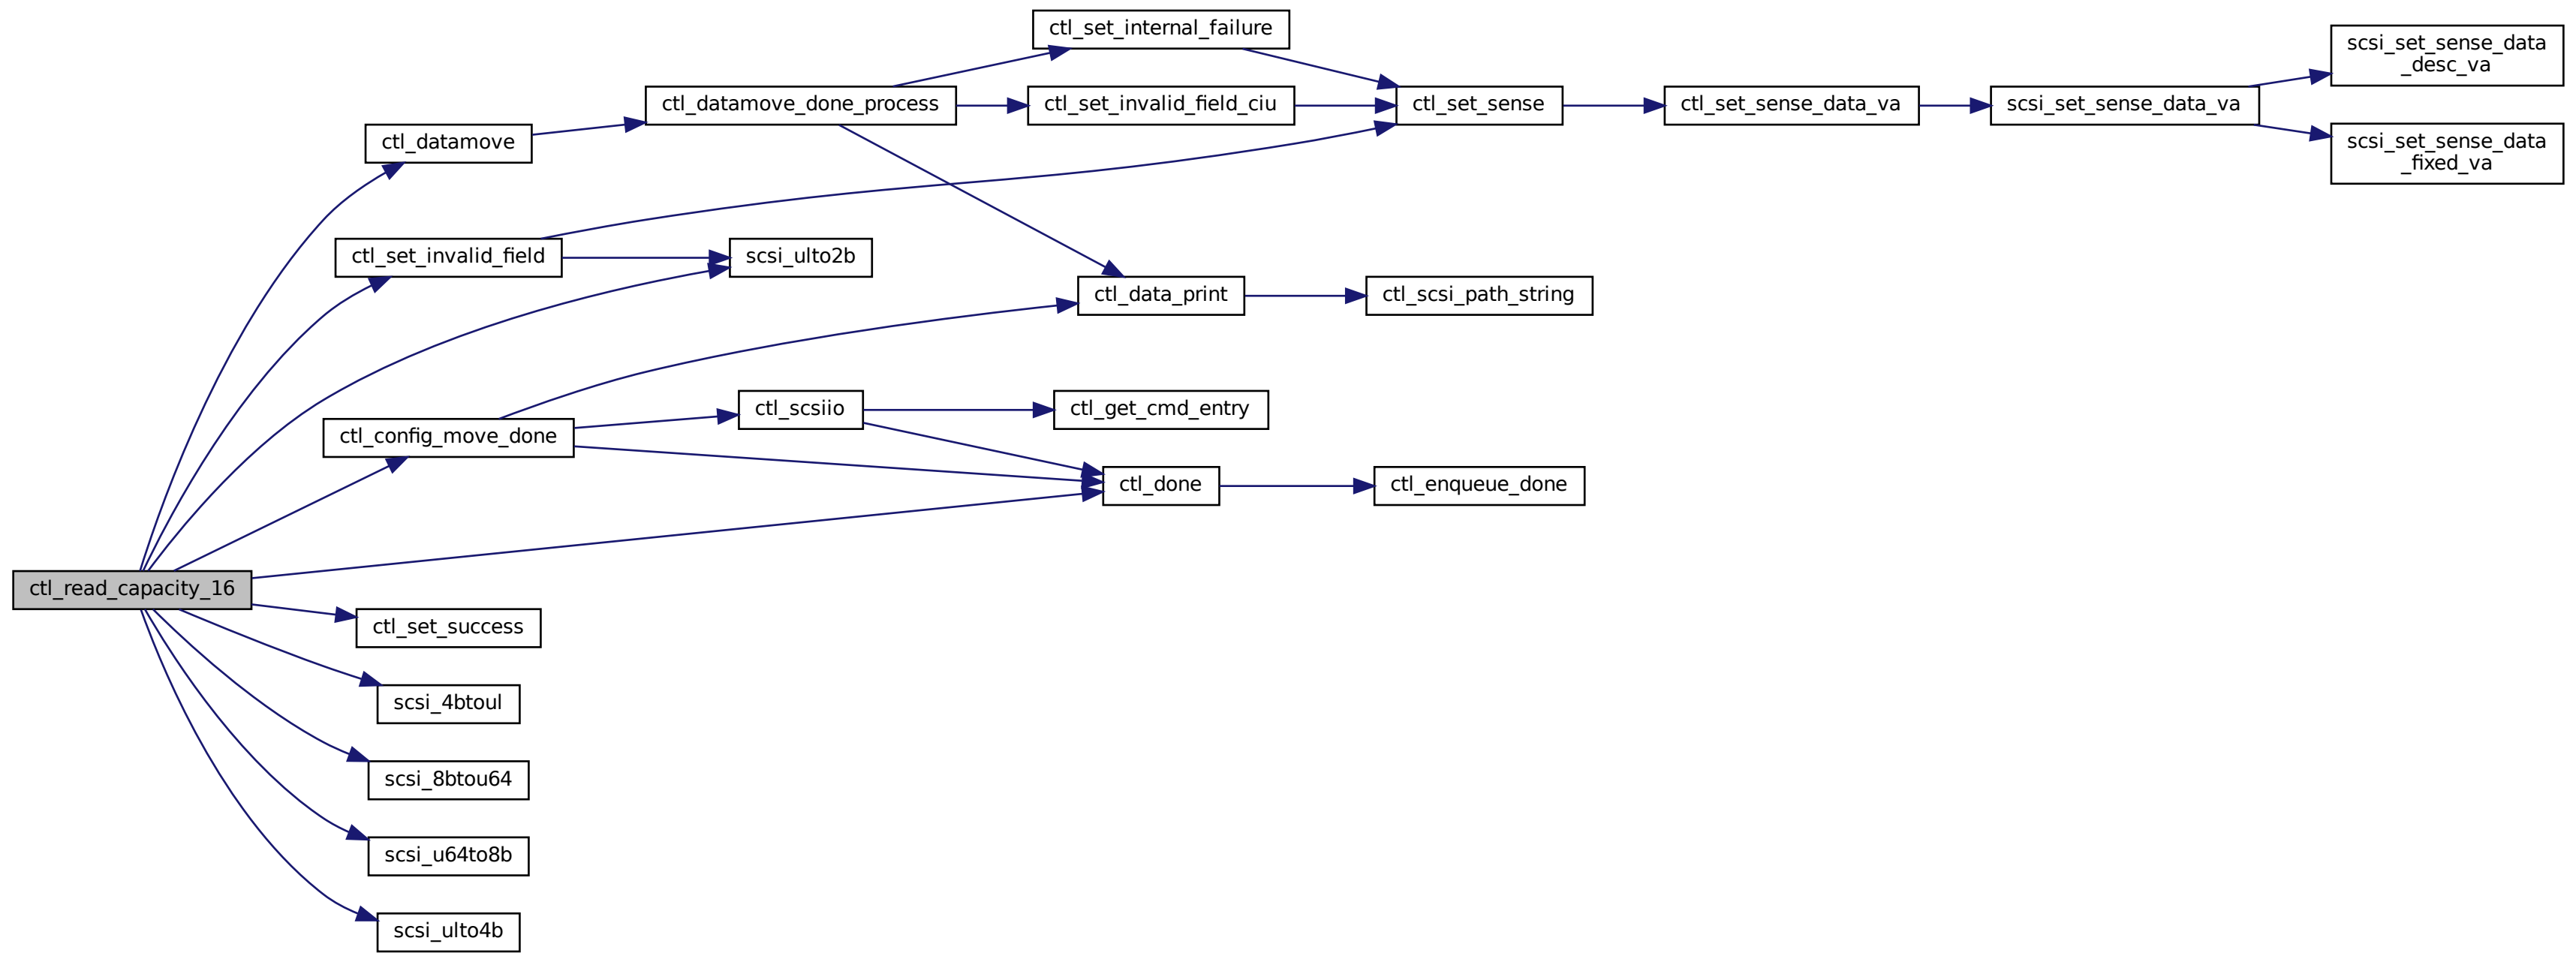 ctl_set_internal_failure
scsi_set_sense_data
_desc_va
ctl_datamove_done_process
ctl_set_invalid_field_ciu
ctl_set_sense
ctl_set_sense_data_va
scsi_set_sense_data_va
ctl_datamove
scsi_set_sense_data
_fixed_va
ctl_set_invalid_field
scsi_ulto2b
ctl_data_print
ctl_scsi_path_string
ctl_scsiio
ctl_get_cmd_entry
ctl_config_move_done
ctl_done
ctl_enqueue_done
ctl_read_capacity_16
ctl_set_success
scsi_4btoul
scsi_8btou64
scsi_u64to8b
scsi_ulto4b